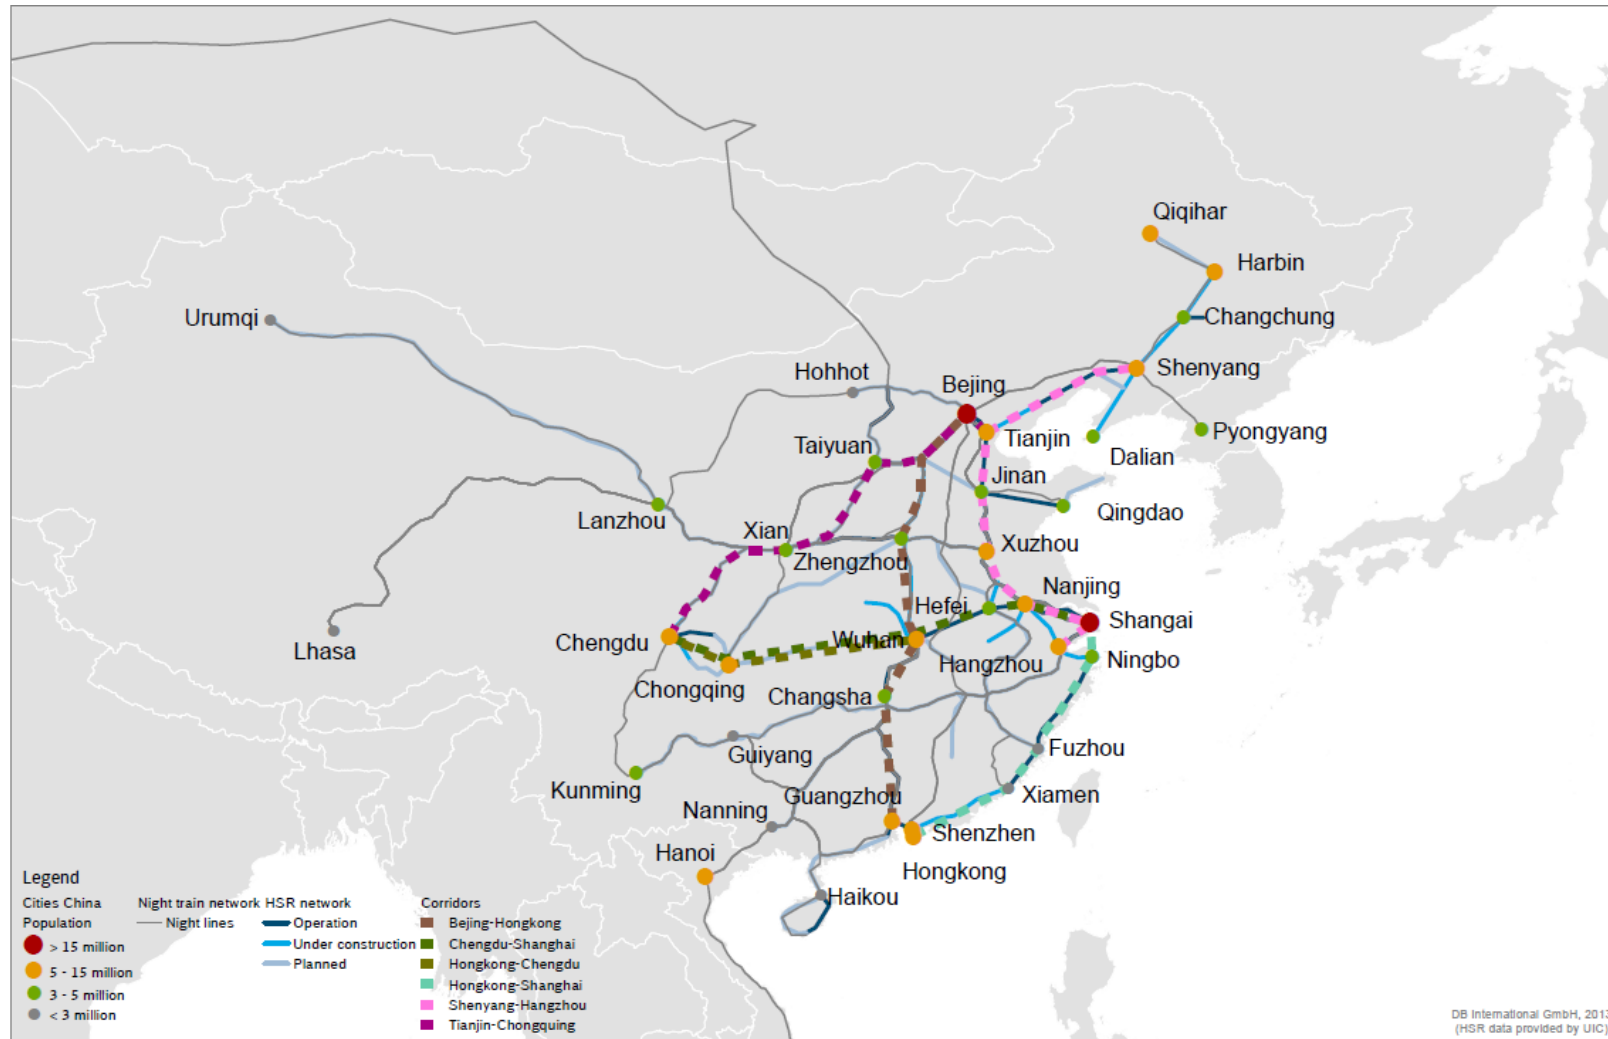 Qiqihar
Harbin
Urumqi
Changchung
Hohhot
Shenyang
Bejing
Taiyuan
Tianjin
Pyongyang
Dalian
Jinan
Lanzhou
Qingdao
Xian
Xuzhou
Zhengzhou
Nanjing
Hefei
Shangai
Lhasa
Chengdu
Wuhan
Hangzhou
Ningbo
Chongqing
Changsha
Guiyang
Fuzhou
Kunming
Guangzhou
Xiamen
Nanning
Shenzhen
Hanoi
Hongkong
Haikou
Legend
Cities China
Population
> 15 million
5 - 15 million
3 - 5 million
< 3 million
Night train network
Night lines
HSR network
Operation
Under construction
Planned
Corridors
Bejing-Hongkong
Chengdu-Shanghai
Hongkong-Chengdu
Hongkong-Shanghai
Shenyang-Hangzhou
Tianjin-Chongquing
DB International GmbH, 2013
(HSR data provided by UIC)